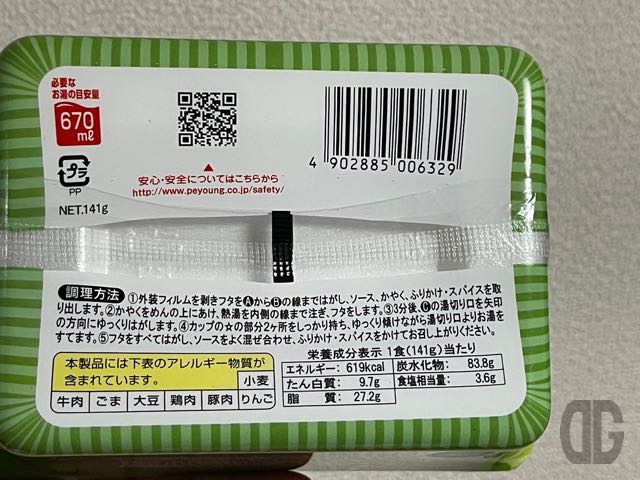 必要な
お湯の目安量
670
ml
プラ
PP
NET.141g
安心・安全についてはこちらから
http://www.peyoung.co.jp/safety/
4 902885 006329
調理方法 ①外装フィルムを剥きフタをAからBの線まではがし、ソース、かやく、ふりかけ・スパイスを取
り出します。②かやくをめんの上にあけ、熱湯を内側の線まで注ぎ、フタをします。③3分後、Cの湯切り口を矢印
の方向にゆっくりはがします。④カップの☆の部分2ヶ所をしっかり持ち、ゆっくり傾けながら湯切り口よりお湯を
すてます。⑤フタをすべてはがし、ソースをよく混ぜ合わせ、ふりかけ・スパイスをかけてお召し上がりください。
本製品には下表のアレルギー物質が
含まれています。 小麦
牛肉 ごま 大豆 鶏肉 豚肉 りんご
栄養成分表示 1食(141g)当たり
エネルギー: 619kcal 炭水化物: 83.8g
たん白質: 9.7g 食塩相当量: 3.6g
脂質: 27.2g
DG